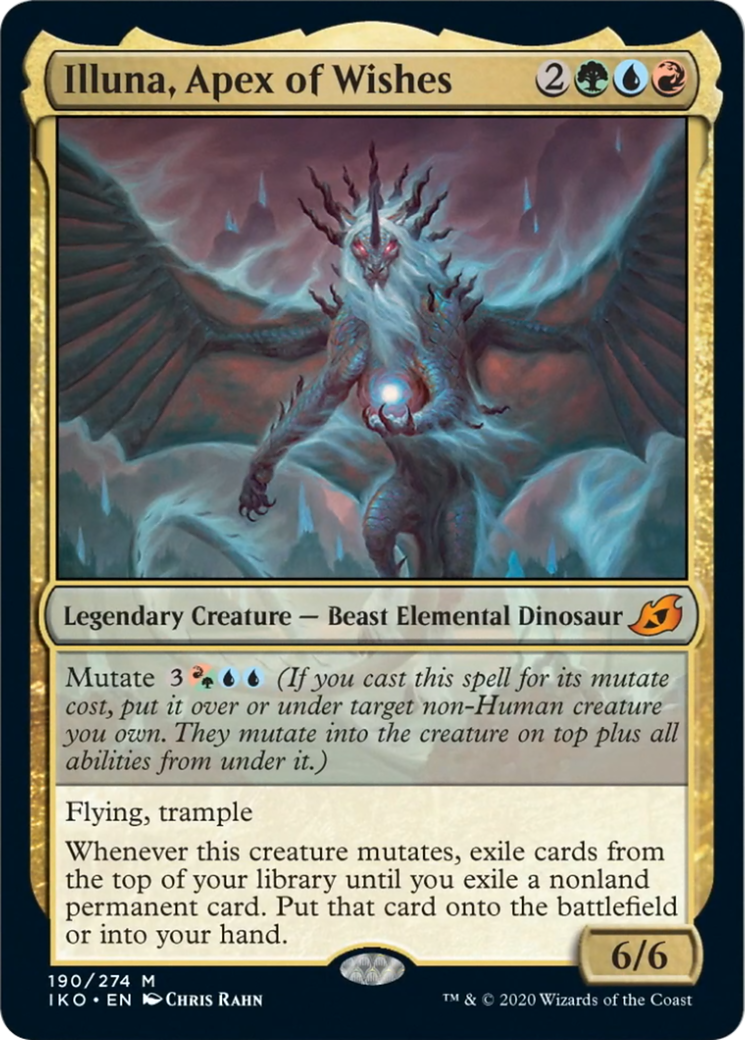 Illuna, Apex of Wishes 2
Legendary Creature — Beast Elemental Dinosaur
Mutate 3 (If you cast this spell for its mutate
cost, put it over or under target non-Human creature
you own. They mutate into the creature on top plus all
abilities from under it.)
Flying, trample
Whenever this creature mutates, exile cards from
the top of your library until you exile a nonland
permanent card. Put that card onto the battlefield
or into your hand.
6/6
190/274 M
IKO • EN Chris Rahn
™ & © 2020 Wizards of the Coast